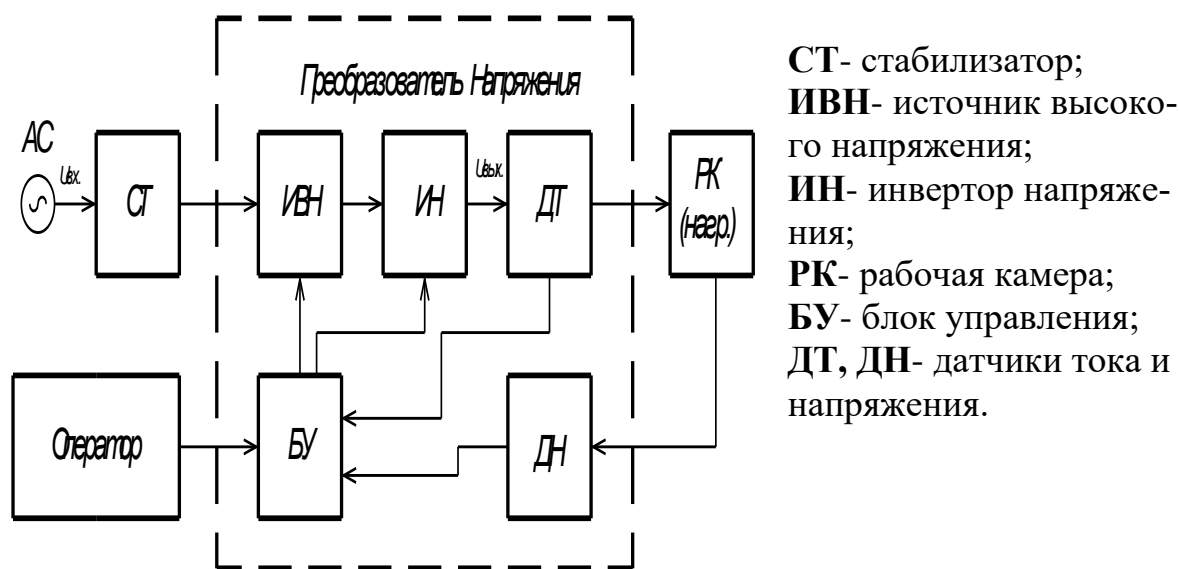 Преобразователь Напряжения
АС
Uвх.
СТ
ИВН
ИН
Uвых.
ДТ
РК
(нагр.)
Оператор
БУ
ДН
СТ- стабилизатор;
ИВН- источник высоко-
го напряжения;
ИН- инвертор напряже-
ния;
РК- рабочая камера;
БУ- блок управления;
ДТ, ДН- датчики тока и
напряжения.